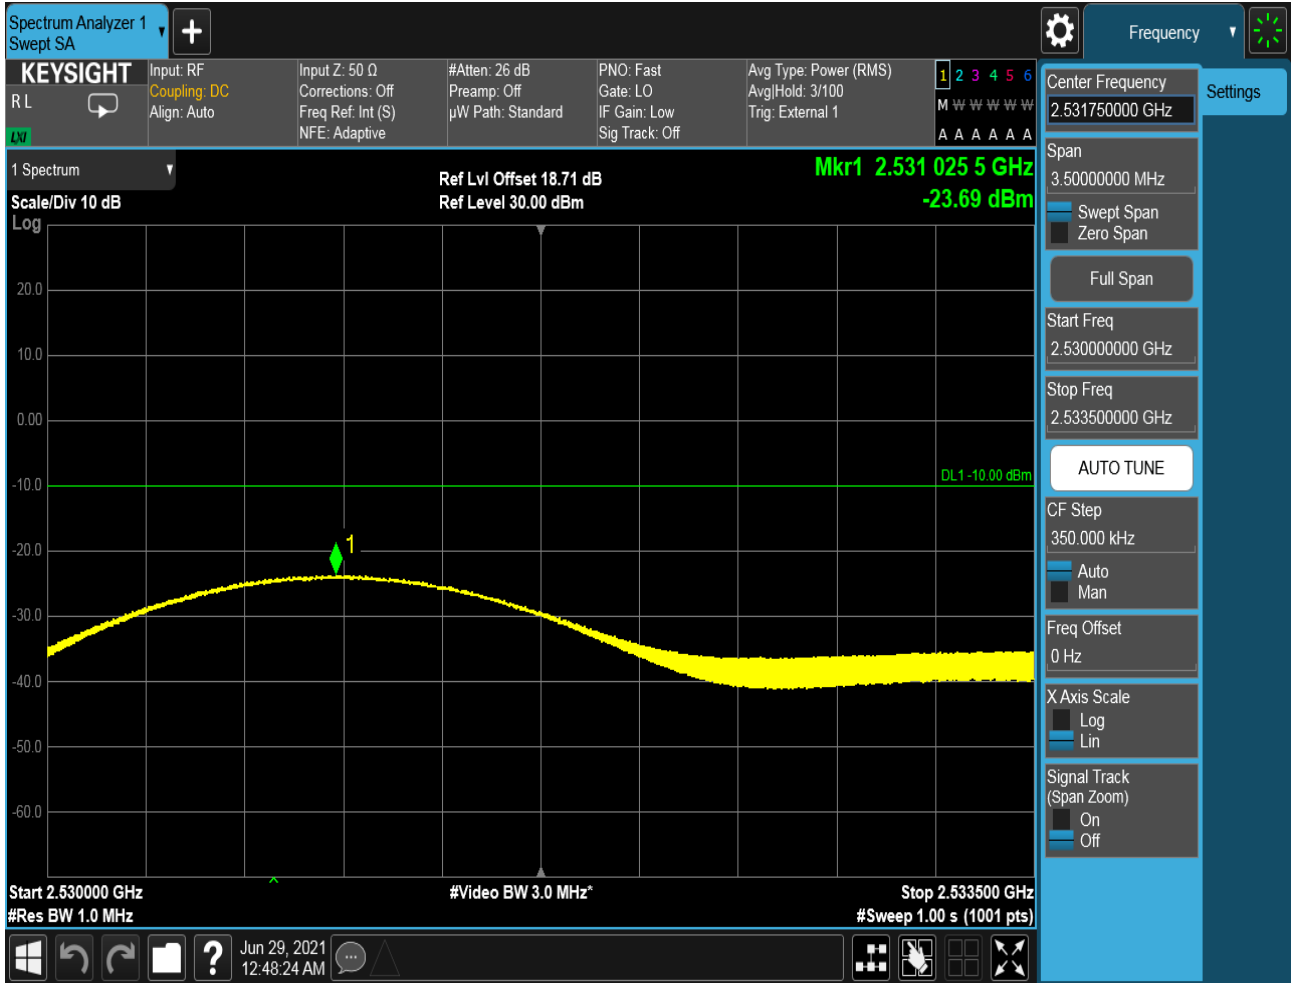 Spectrum Analyzer 1
Swept SA
Frequency
KEYSIGHT
R L
LXI
Input: RF
Coupling: DC
Align: Auto
Input Z: 50 Ω
Corrections: Off
Freq Ref: Int (S)
NFE: Adaptive
#Atten: 26 dB
Preamp: Off
µW Path: Standard
PNO: Fast
Gate: LO
IF Gain: Low
Sig Track: Off
Avg Type: Power (RMS)
Avg|Hold: 3/100
Trig: External 1
1 2 3 4 5 6
M W W W W W
A A A A A A
1 Spectrum
Scale/Div 10 dB
Log
Ref Lvl Offset 18.71 dB
Ref Level 30.00 dBm
Mkr1 2.531 025 5 GHz
-23.69 dBm
20.0
10.0
0.00
-10.0
-20.0
-30.0
-40.0
-50.0
-60.0
DL1 -10.00 dBm
1
Start 2.530000 GHz
#Res BW 1.0 MHz
#Video BW 3.0 MHz*
Stop 2.533500 GHz
#Sweep 1.00 s (1001 pts)
Jun 29, 2021
12:48:24 AM
?
Center Frequency
2.531750000 GHz
Settings
Span
3.50000000 MHz
Swept Span
Zero Span
Full Span
Start Freq
2.530000000 GHz
Stop Freq
2.533500000 GHz
AUTO TUNE
CF Step
350.000 kHz
Auto
Man
Freq Offset
0 Hz
X Axis Scale
Log
Lin
Signal Track
(Span Zoom)
On
Off